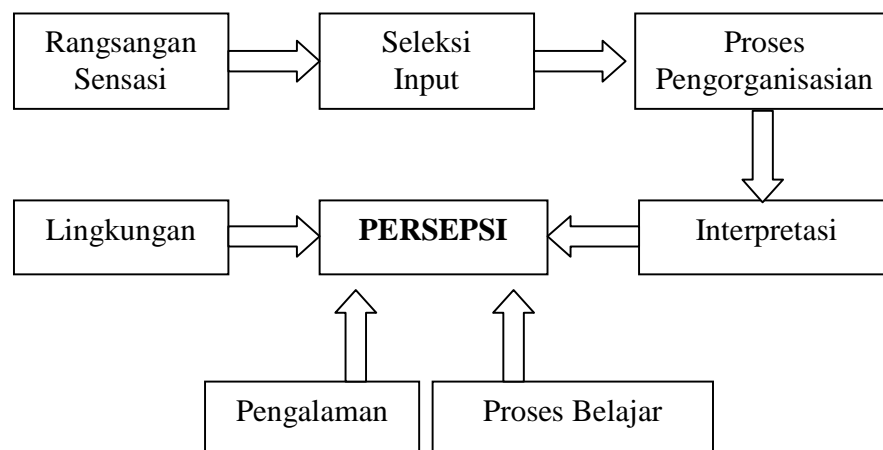 Rangsangan
Sensasi
Seleksi
Input
Proses
Pengorganisasian
Lingkungan
PERSEPSI
Interpretasi
Pengalaman
Proses Belajar